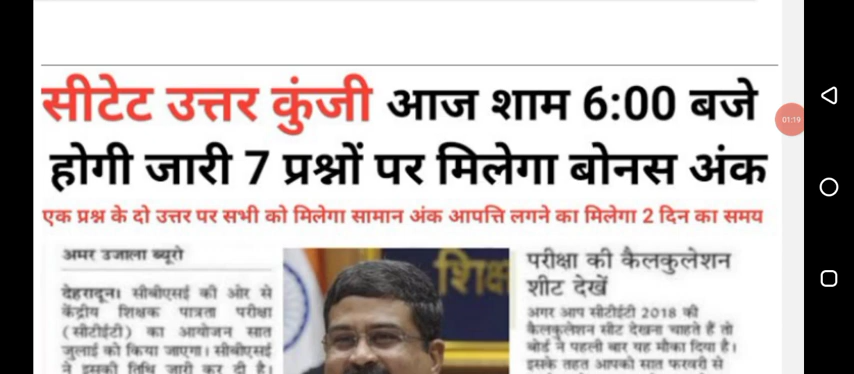 सीटेट उत्तर कुंजी आज शाम 6:00 बजे
होगी जारी 7 प्रश्नों पर मिलेगा बोनस अंक
एक प्रश्न के दो उत्तर पर सभी को मिलेगा सामान अंक आपत्ति लगने का मिलेगा 2 दिन का समय
अमर उजाला ब्यूरो
देहरादून। सीबीएसई की ओर से
केंद्रीय शिक्षक पात्रता परीक्षा
(सीटीईटी) का आयोजन सात
जुलाई को किया जाएगा। सीबीएसई
ने इसकी तिथि जारी कर दी है।
शिक्ष
परीक्षा की कैलकुलेशन
शीट देखें
अगर आप सीटीईटी 2018 की
कैलकुलेशन सीट देखना चाहते हैं तो
बोर्ड ने पहली बार यह मौका दिया है।
इसके तहत आपको सात फरवरी से
01:19